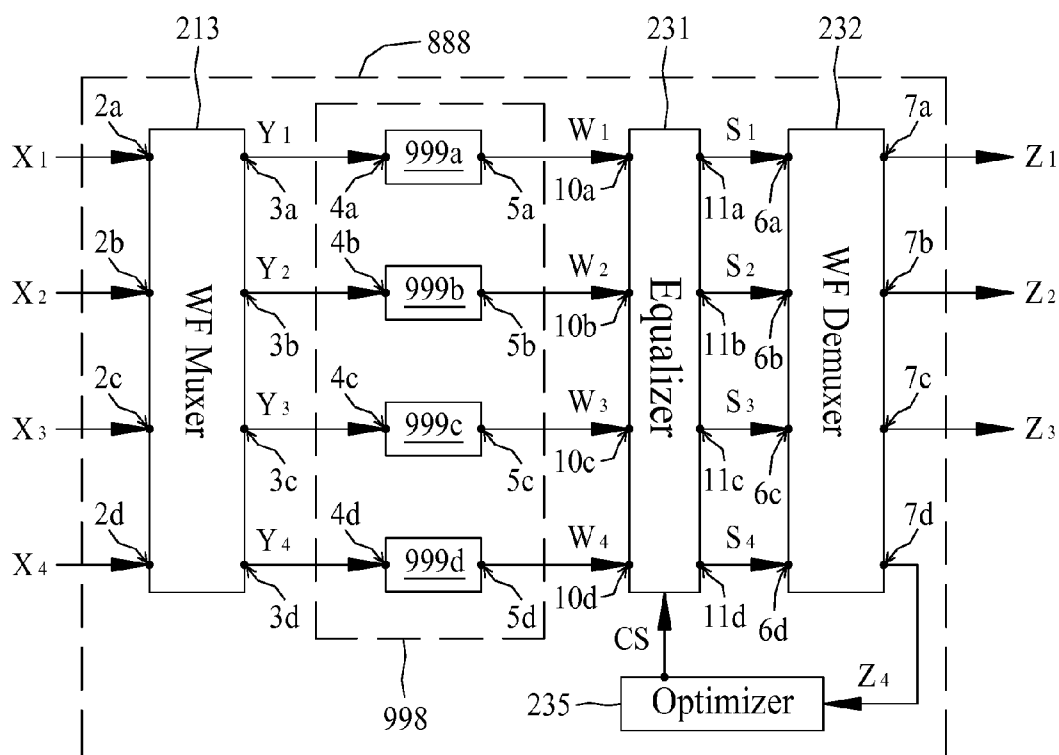 213
888
231
232
2a
Y1
W1
S1
7a
X1
999a
Z1
3a
4a
5a
10a
11a
6a
2b
Y2
4b
W2
S2
7b
X2
999b
Z2
3b
5b
10b
11b
6b
WF Muxer
Equalizer
WF Demuxer
2c
Y3
4c
W3
S3
7c
X3
999c
Z3
3c
5c
10c
11c
6c
2d
Y4
4d
W4
S4
7d
X4
999d
3d
5d
10d
11d
6d
CS
Z4
998
235
Optimizer